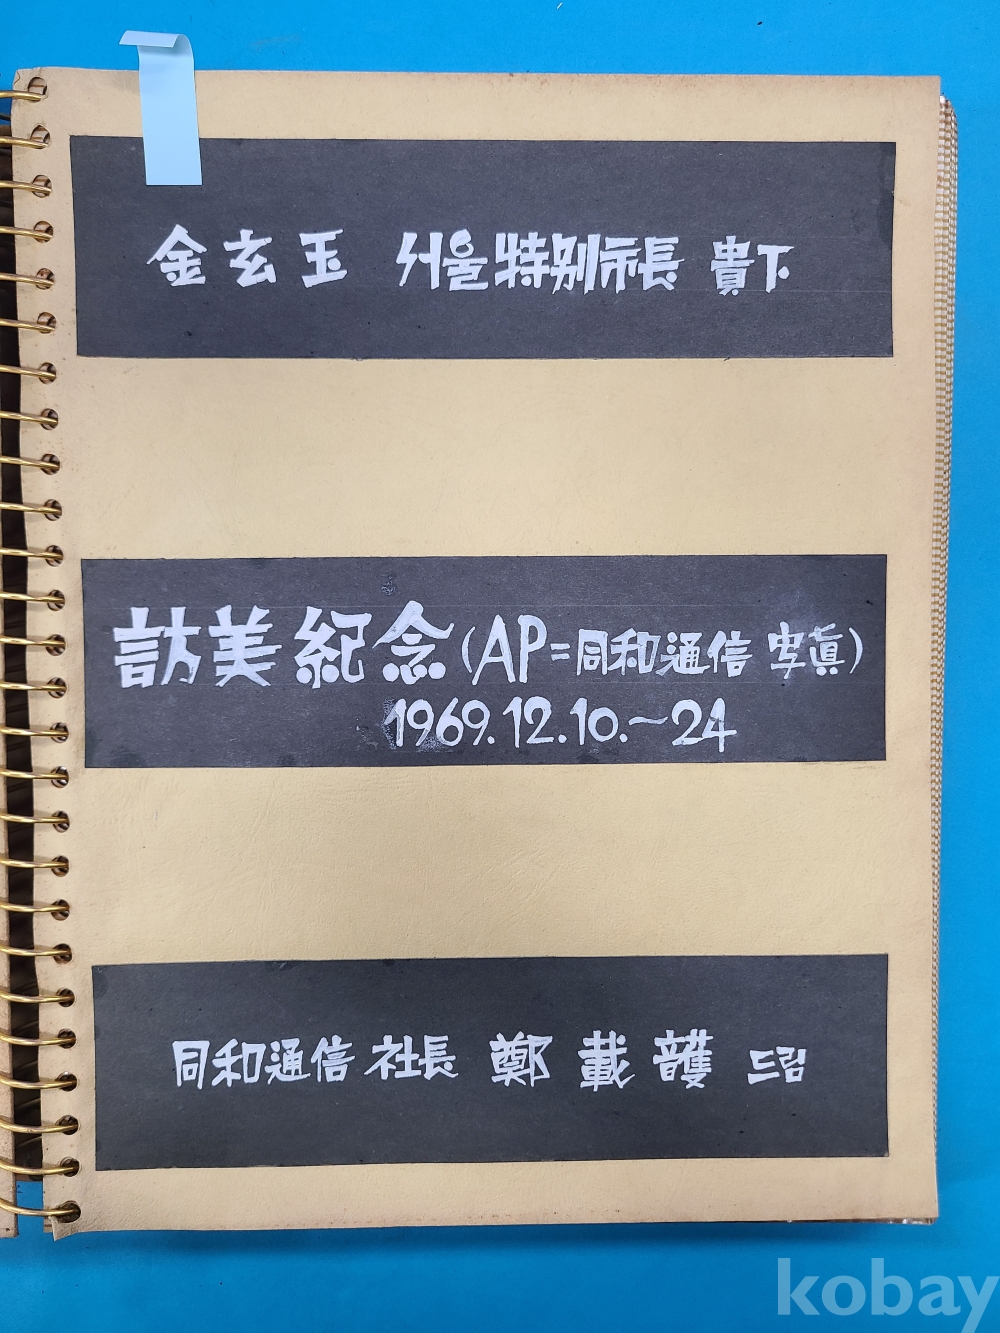 金玄玉 서울特別市長 貴下
訪美紀念(AP=同和通信 寫眞)
1969.12.10.~24
同和通信 社長 鄭載護 드림
kobay